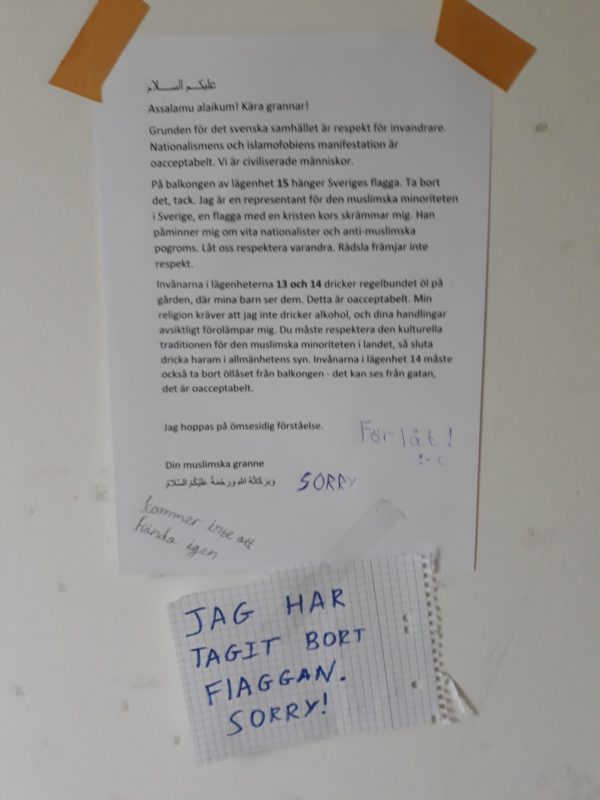 عليكم الســـلام
Assalamu alaikum! Kära grannar!
Grunden för det svenska samhället är respekt för invandrare.
Nationalismens och islamofobiens manifestation är
oacceptabelt. Vi är civiliserade människor.
På balkongen av lägenhet 15 hänger Sveriges flagga. Ta bort
det, tack. Jag är en representant för den muslimska minoriteten
i Sverige, en flagga med en kristen kors skrämmar mig. Han
påminner mig om vita nationalister och anti-muslimska
pogroms. Låt oss respektera varandra. Rädsla främjar inte
respekt.
Invånarna i lägenheterna 13 och 14 dricker regelbundet öl på
gården, där mina barn ser dem. Detta är oacceptabelt. Min
religion kräver att jag inte dricker alkohol, och dina handlingar
avsiktligt förolämpar mig. Du måste respektera den kulturella
traditionen för den muslimska minoriteten i landet, så sluta
dricka haram i allmänhetens syn. Invånarna i lägenhet 14 måste
också ta bort öllåset från balkongen - det kan ses från gatan,
det är oacceptabelt.
Jag hoppas på ömsesidig förståelse.
Förlåt!
:-(
Din muslimska granne
وَبَرَكَاتُهُ الله وَرَحْمَةُ عَلَيْكُمُ السَّلَامُ
SORRY
kommer inte att
hända igen
JAG HAR
TAGIT BORT
FlAGGAN.
SORRY!